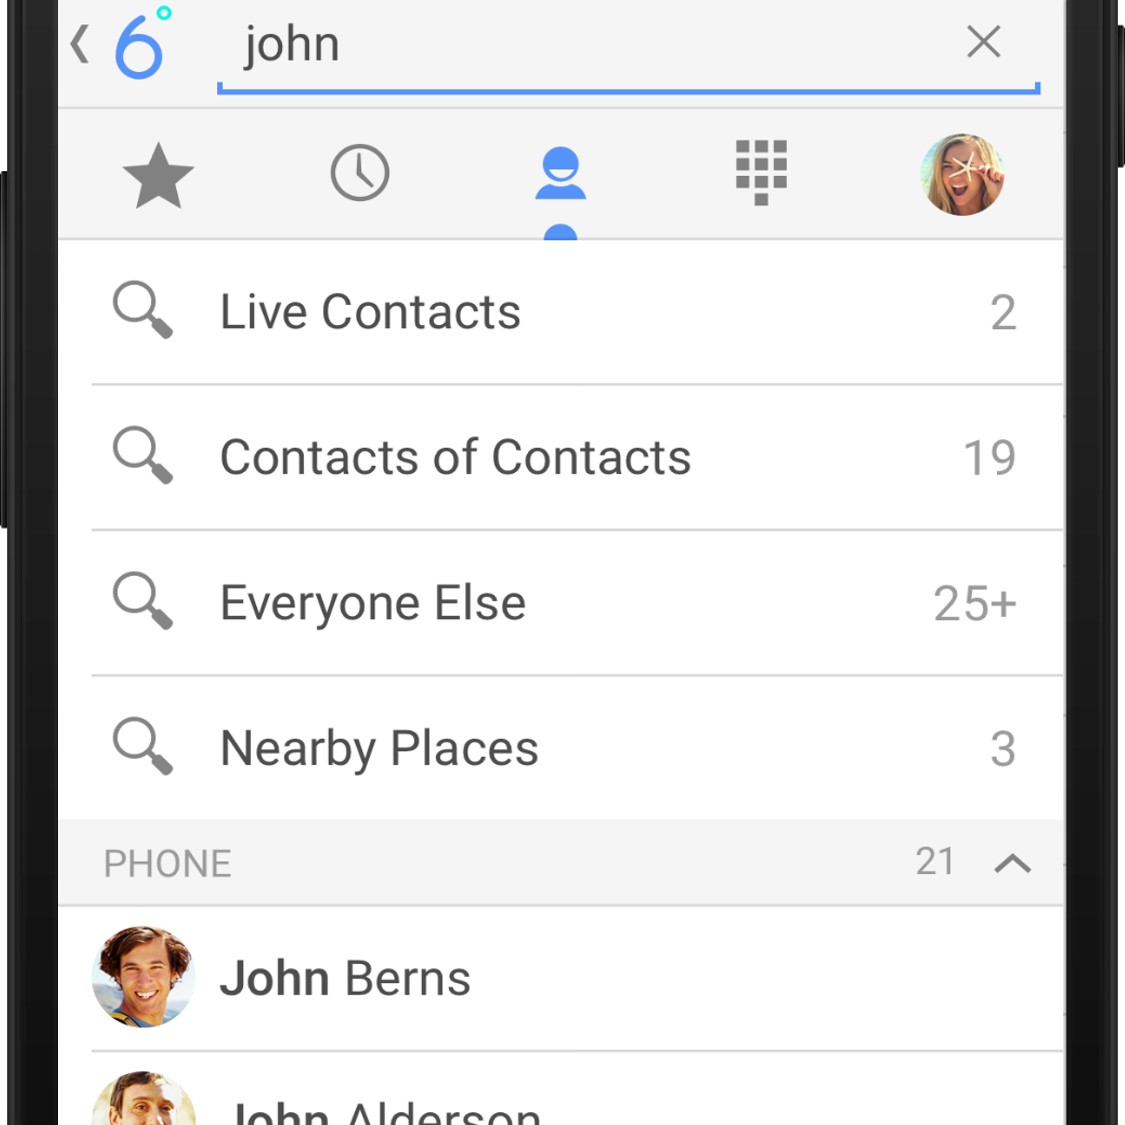 6° john
Live Contacts 2
Contacts of Contacts 19
Everyone Else 25+
Nearby Places 3
PHONE 21
John Berns
John Alderson